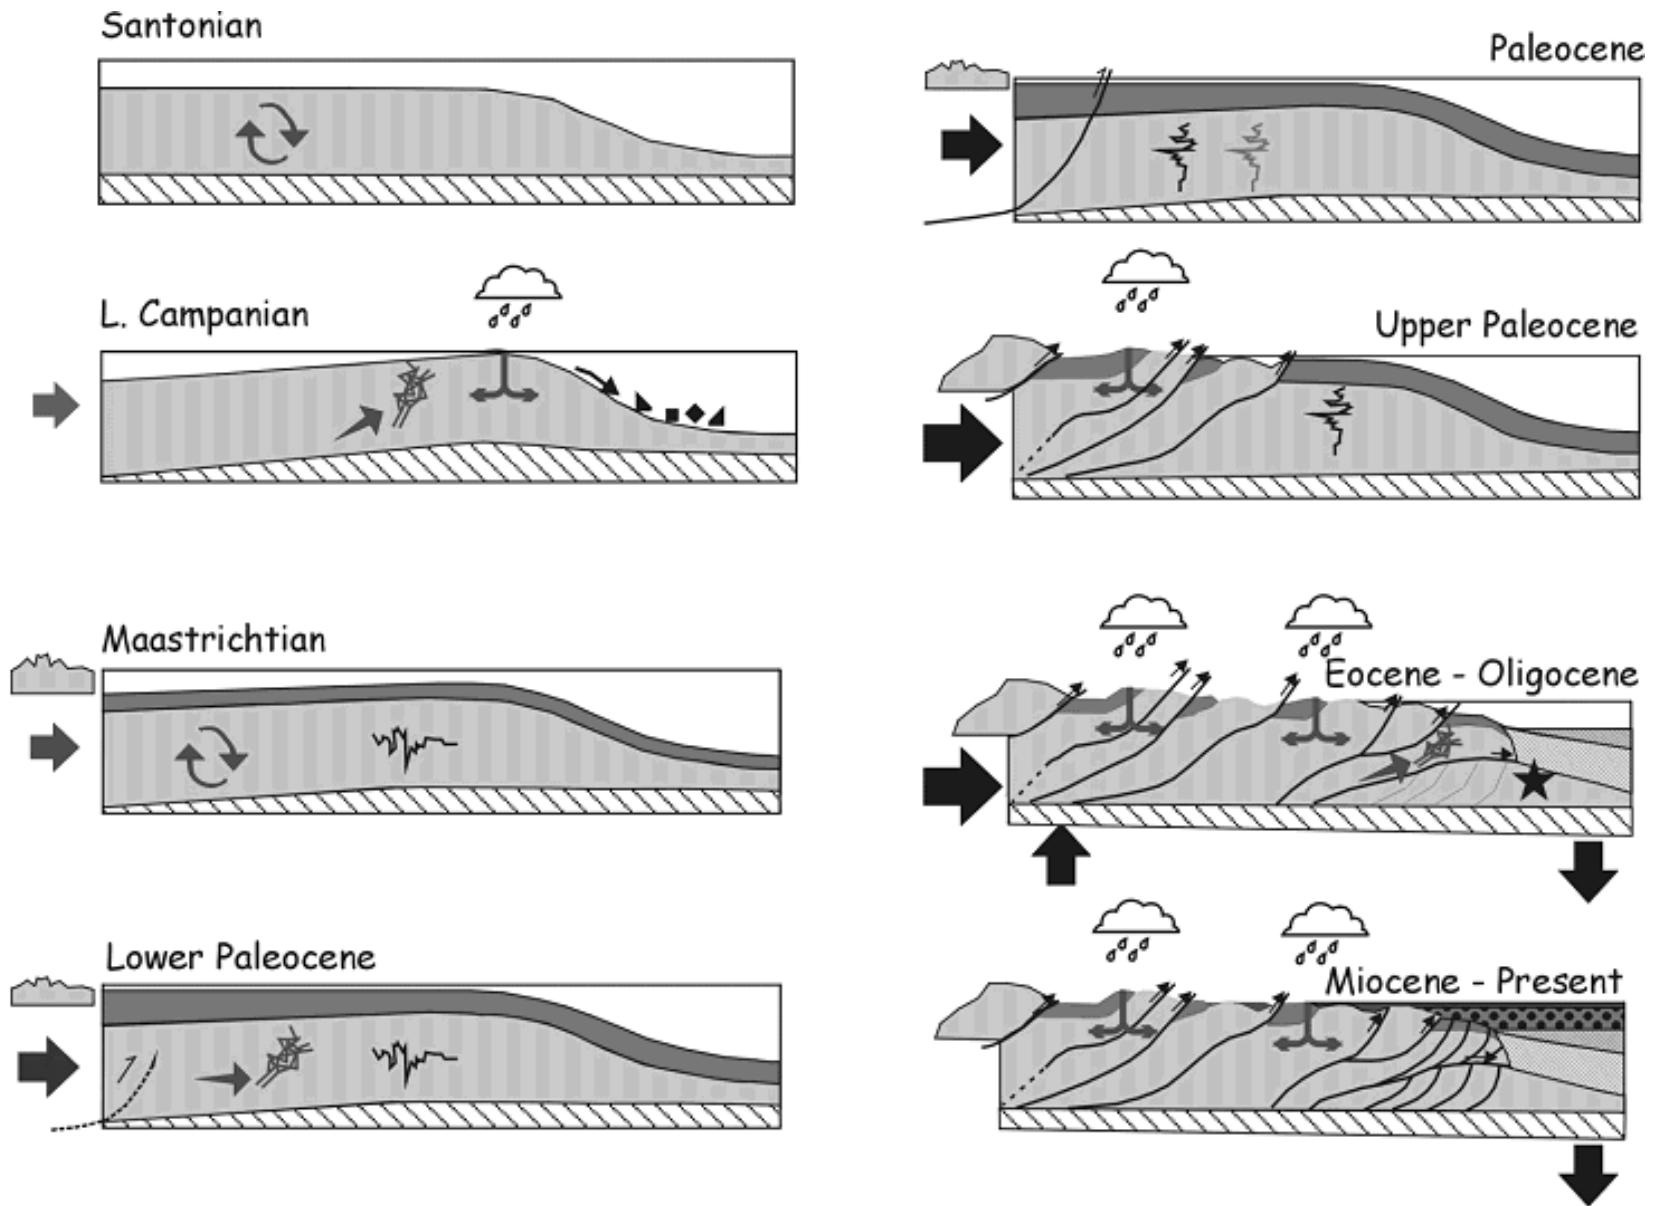 Santonian
Paleocene
L. Campanian
Upper Paleocene
Maastrichtian
Eocene - Oligocene
Lower Paleocene
Miocene - Present